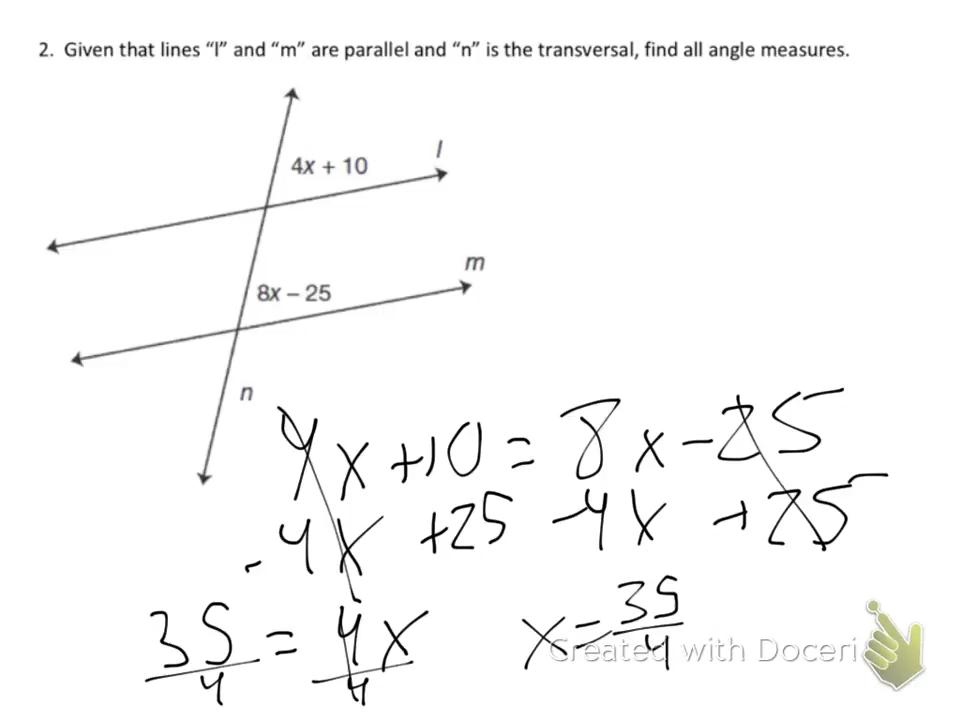 2. Given that lines “l” and “m” are parallel and “n” is the transversal, find all angle measures.
l
4x + 10
m
8x – 25
n
4x+10=8x-25
-4x +25 -4x +25
35/4 = 4x/4 x=35/4
Created with Doceri